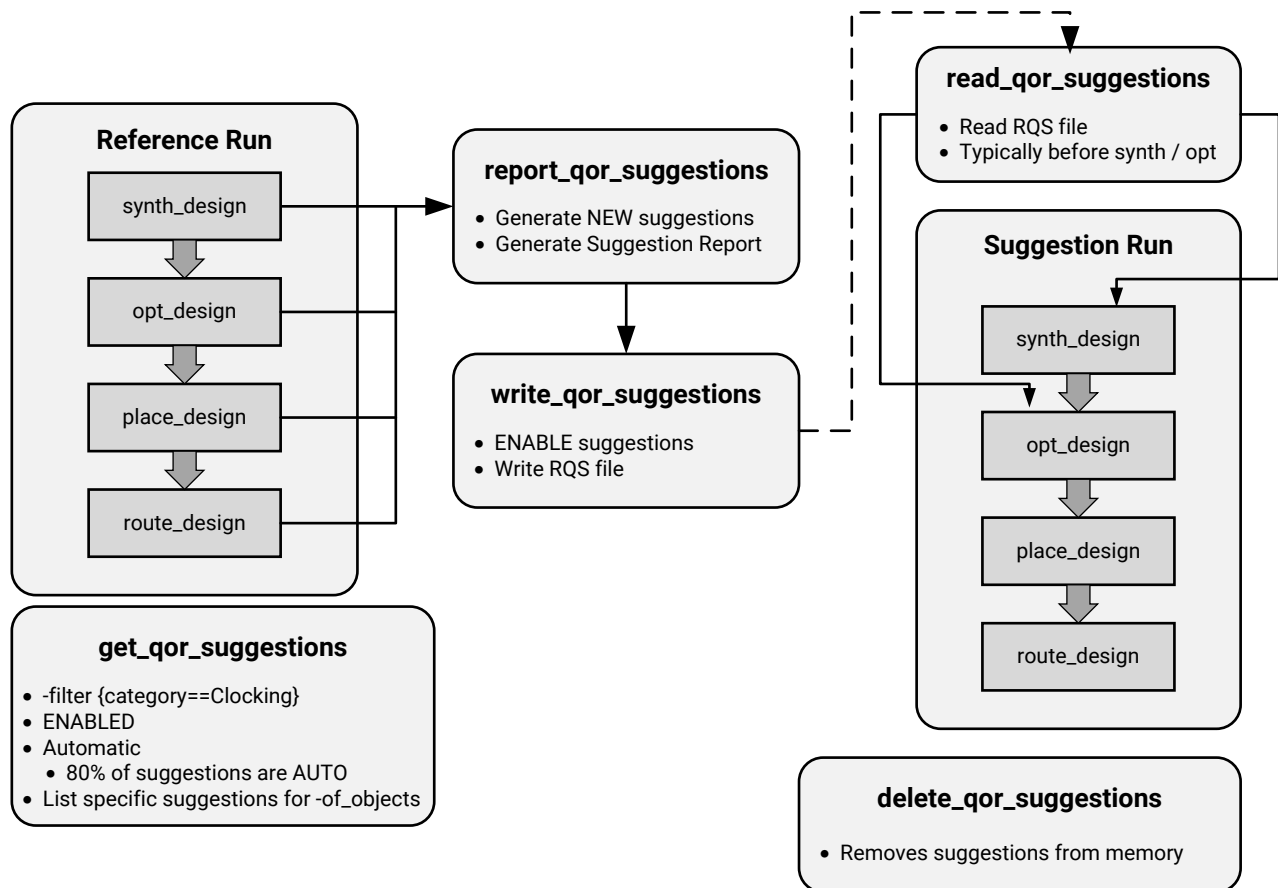 Reference Run
synth_design
opt_design
place_design
route_design
get_qor_suggestions
• -filter {category==Clocking}
• ENABLED
• Automatic
• 80% of suggestions are AUTO
• List specific suggestions for -of_objects
report_qor_suggestions
• Generate NEW suggestions
• Generate Suggestion Report
write_qor_suggestions
• ENABLE suggestions
• Write RQS file
read_qor_suggestions
• Read RQS file
• Typically before synth / opt
Suggestion Run
synth_design
opt_design
place_design
route_design
delete_qor_suggestions
• Removes suggestions from memory